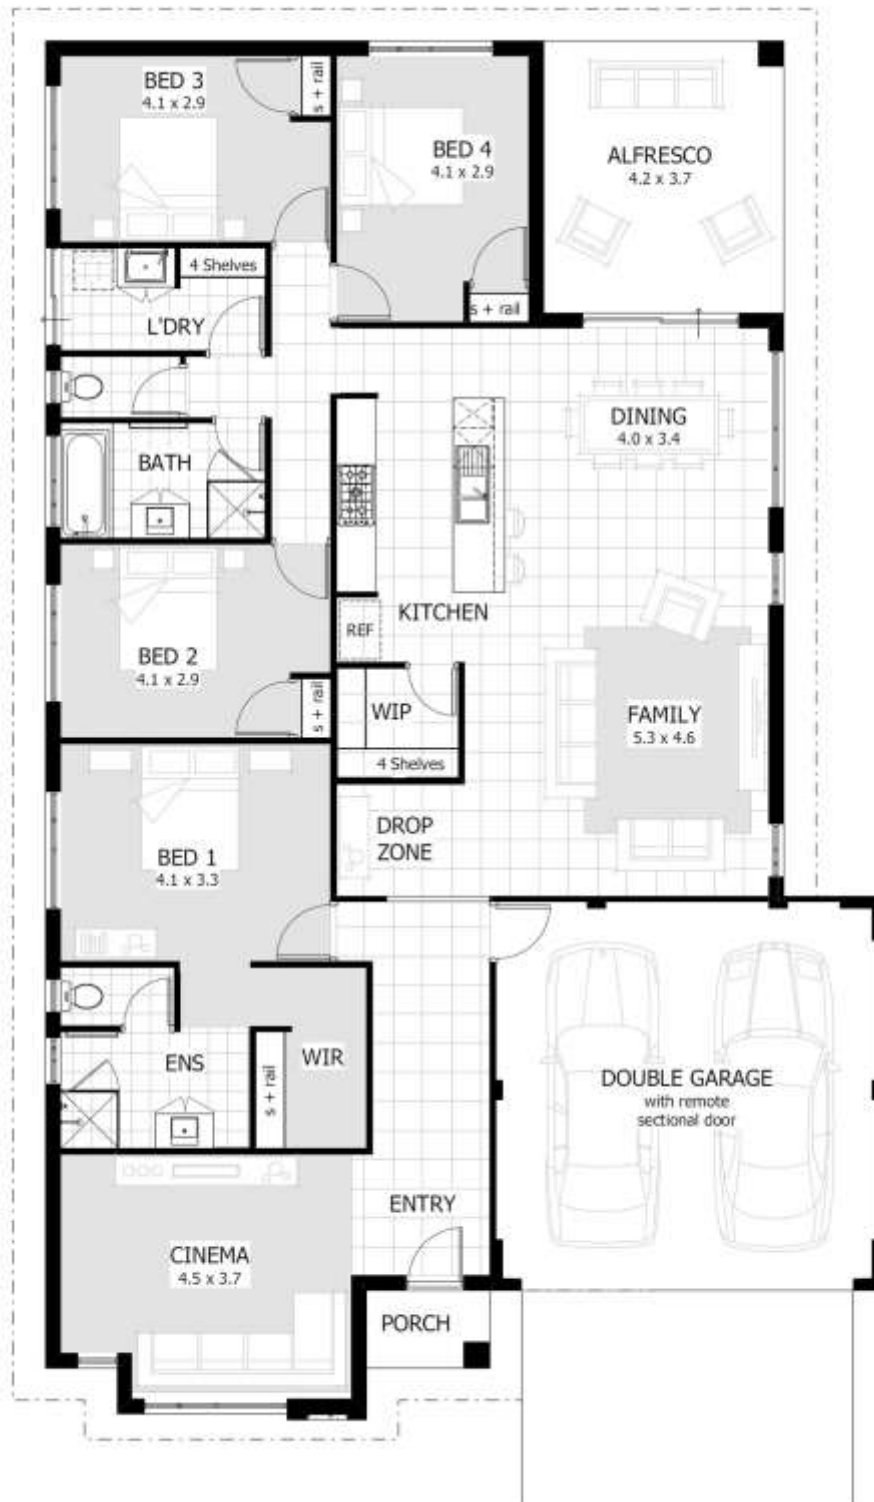 BED 3
4.1 x 2.9
s + rail
BED 4
4.1 x 2.9
s + rail
ALFRESCO
4.2 x 3.7
4 Shelves
L'DRY
BATH
DINING
4.0 x 3.4
KITCHEN
REF
BED 2
4.1 x 2.9
s + rail
WIP
4 Shelves
FAMILY
5.3 x 4.6
DROP
ZONE
BED 1
4.1 x 3.3
ENS
WIR
s + rail
DOUBLE GARAGE
with remote
sectional door
ENTRY
CINEMA
4.5 x 3.7
PORCH